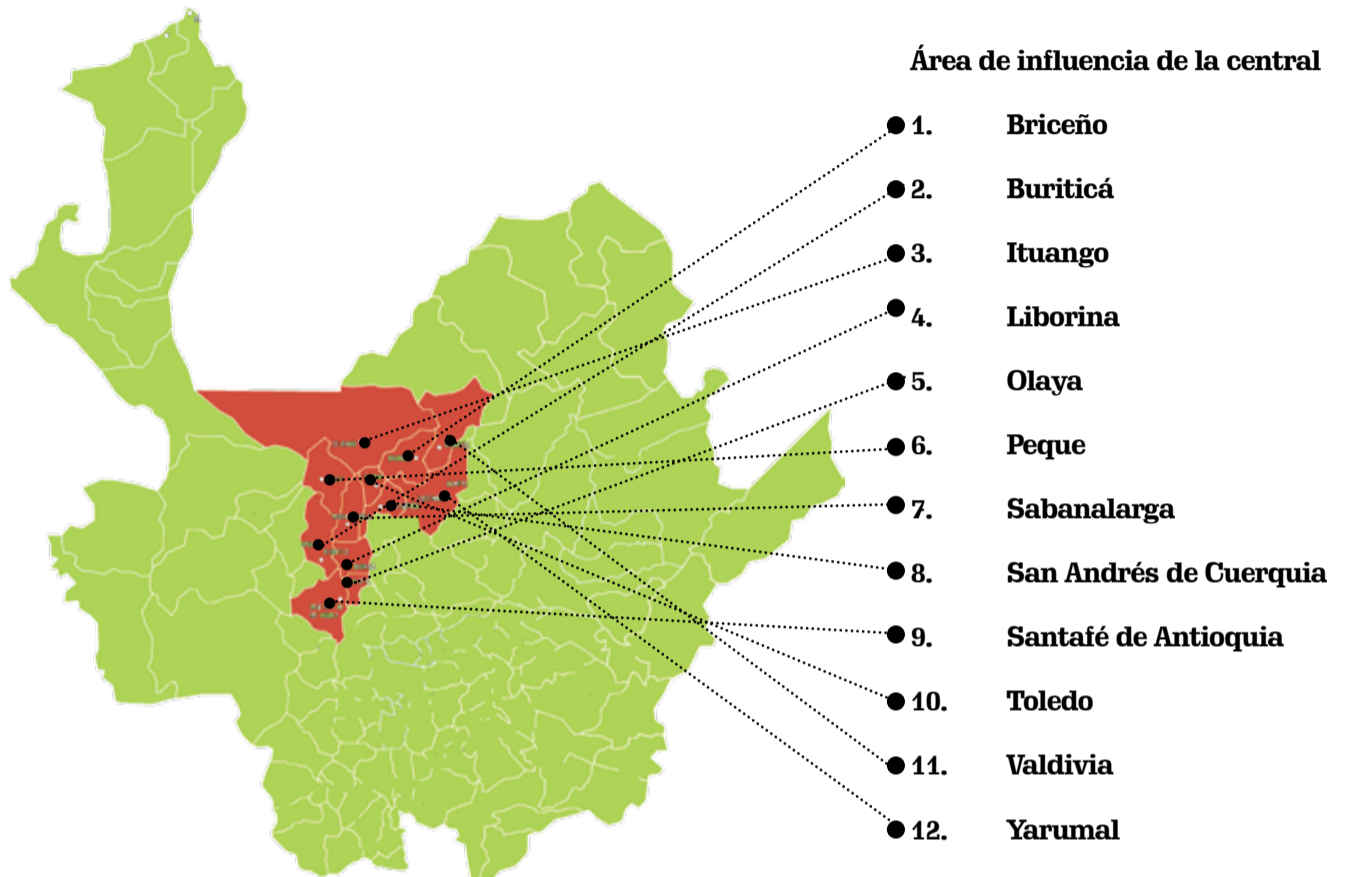 Área de influencia de la central
1. Briceño
2. Buriticá
3. Ituango
4. Liborina
5. Olaya
6. Peque
7. Sabanalarga
8. San Andrés de Cuerquia
9. Santafé de Antioquia
10. Toledo
11. Valdivia
12. Yarumal